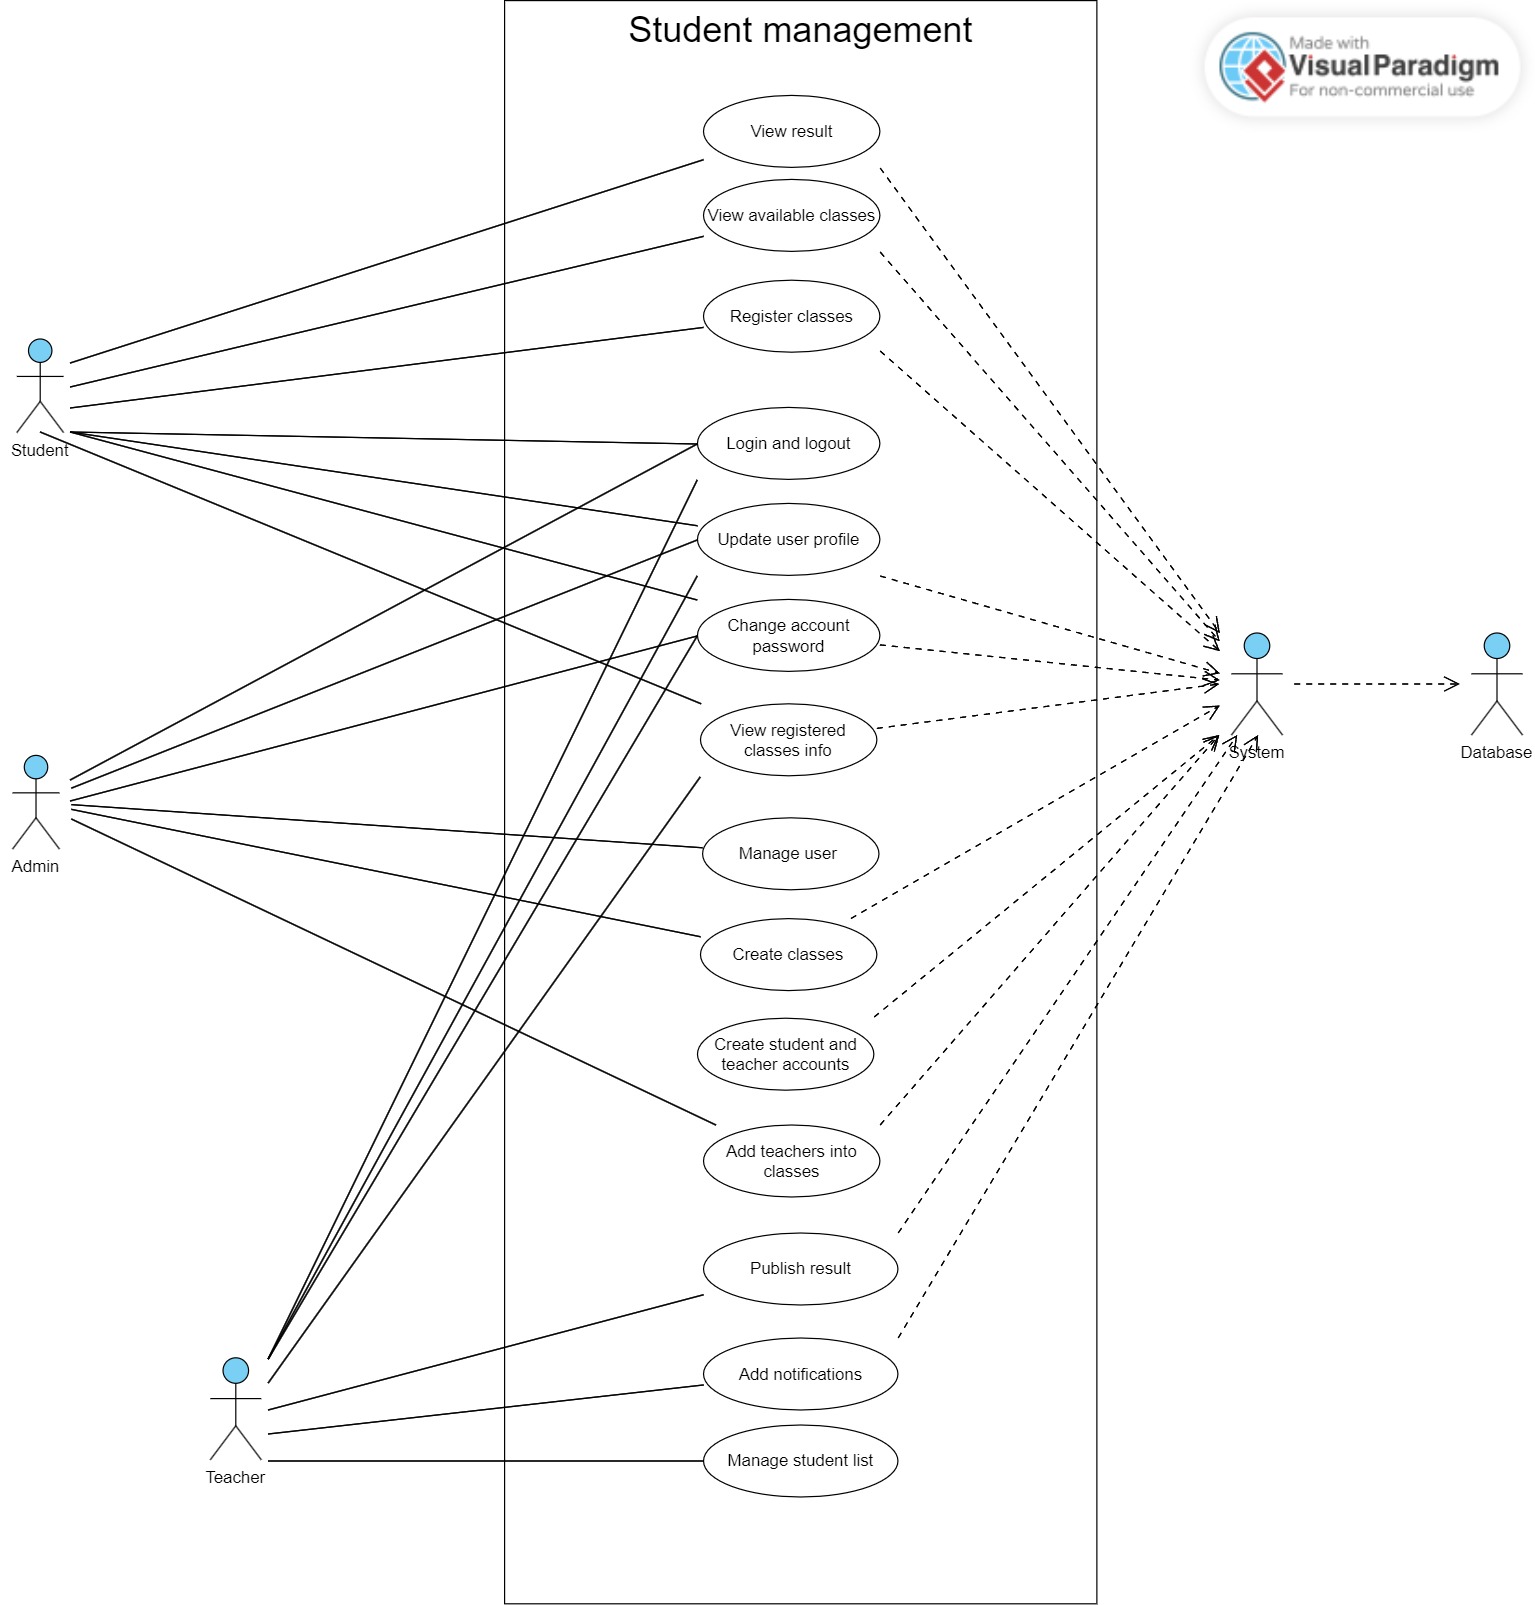 Student management
Made with
Visual Paradigm
For non-commercial use
View result
View available classes
Register classes
Student
Login and logout
Update user profile
Change account
password
View registered
classes info
System
Database
Admin
Manage user
Create classes
Create student and
teacher accounts
Add teachers into
classes
Publish result
Add notifications
Teacher
Manage student list